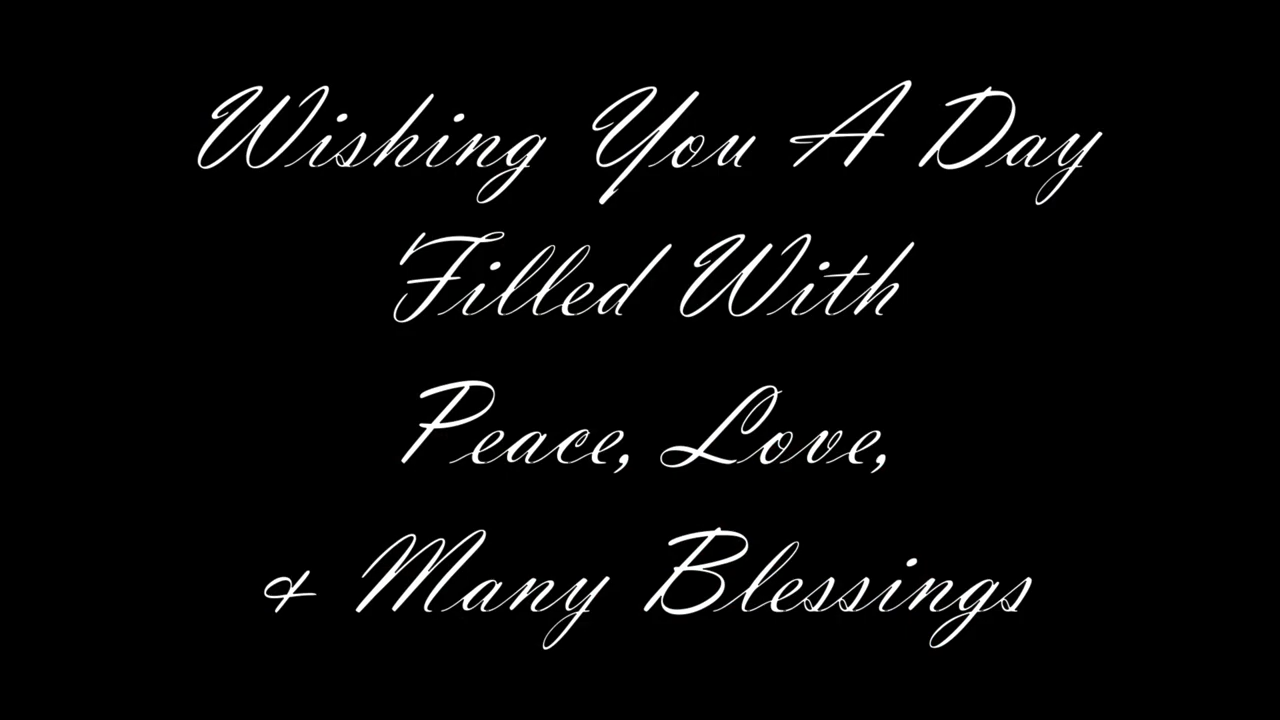 Wishing You A Day
Filled With
Peace, Love,
& Many Blessings